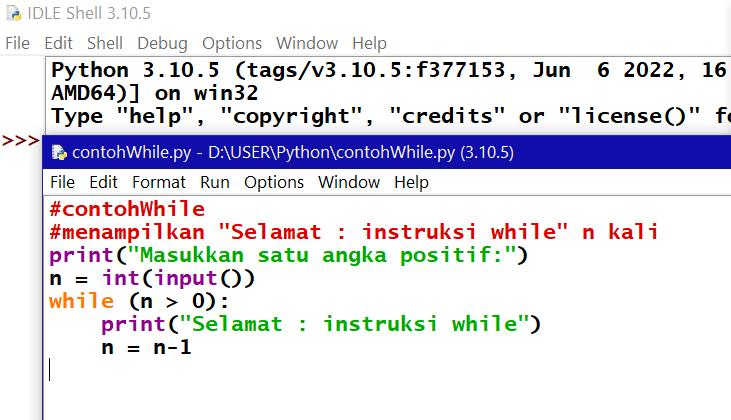 IDLE Shell 3.10.5
File Edit Shell Debug Options Window Help
Python 3.10.5 (tags/v3.10.5:f377153, Jun  6 2022, 16
AMD64)] on win32
Type "help", "copyright", "credits" or "license()" fo
>>>
contohWhile.py - D:\USER\Python\contohWhile.py (3.10.5)
File Edit Format Run Options Window Help
#contohWhile
#menampilkan "Selamat : instruksi while" n kali
print("Masukkan satu angka positif:")
n = int(input())
while (n > 0):
    print("Selamat : instruksi while")
    n = n-1